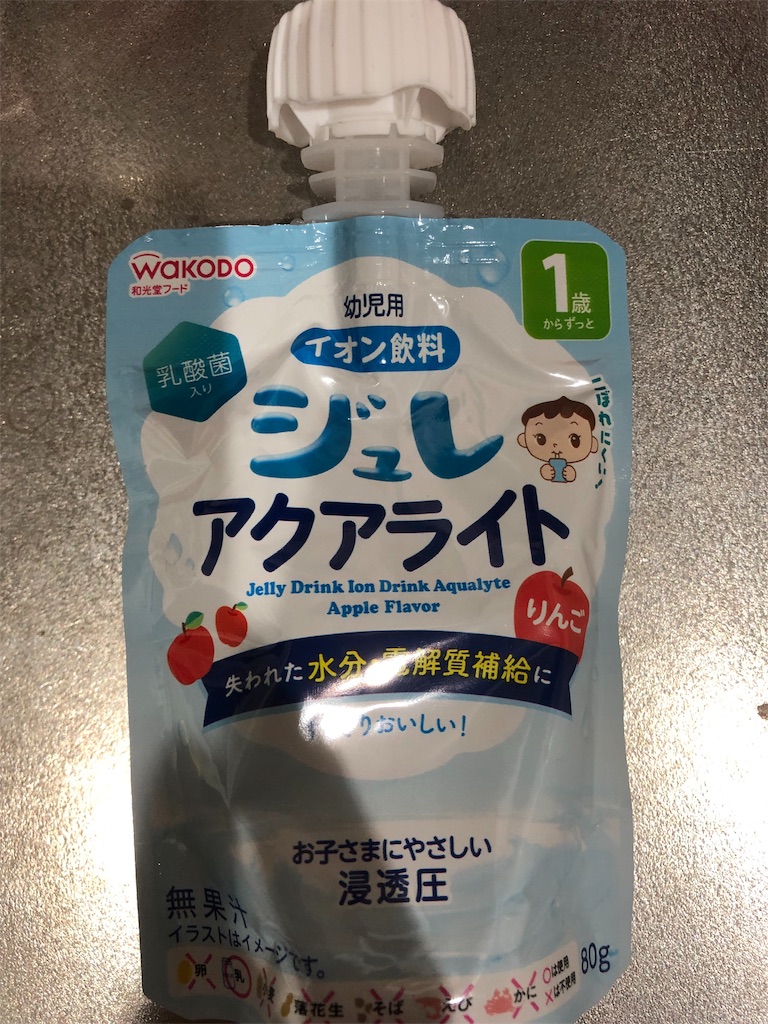 WAKODO
和光堂フード
1歳
からずっと
幼児用
イオン飲料
乳酸菌
入り
ジュレ
こぼれにくい!
アクアライト
Jelly Drink Ion Drink Aqualyte
Apple Flavor
りんご
失われた水分・電解質補給に
おいしい!
お子さまにやさしい
浸透圧
無果汁
イラストはイメージです。
卵 乳 小麦 落花生 そば えび かに ○は使用
×は不使用
80g